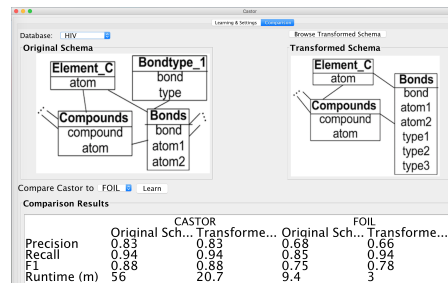 Castor
Learning & Settings Comparison
Database: HIV
Browse Transformed Schema
Original Schema
Element_C
atom
Bondtype_1
bond
type
Compounds
compound
atom
Bonds
bond
atom1
atom2
Transformed Schema
Element_C
atom
Compounds
compound
atom
Bonds
bond
atom1
atom2
type1
type2
type3
Compare Castor to FOIL Learn
Comparison Results
CASTOR FOIL
Original Sch... Transforme... Original Sch... Transforme...
Precision 0.83 0.83 0.68 0.66
Recall 0.94 0.94 0.85 0.94
F1 0.88 0.88 0.75 0.78
Runtime (m) 56 20.7 9.4 3